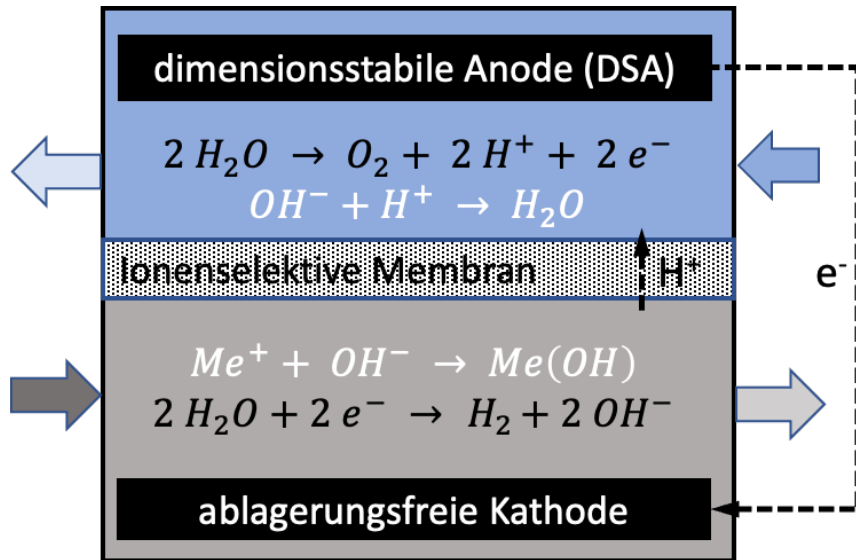 dimensionsstabile Anode (DSA)
2 H₂O → O₂ + 2 H⁺ + 2 e⁻
OH⁻ + H⁺ → H₂O
Ionenselektive Membran H⁺
e⁻
Me⁺ + OH⁻ → Me(OH)
2 H₂O + 2 e⁻ → H₂ + 2 OH⁻
ablagerungsfreie Kathode